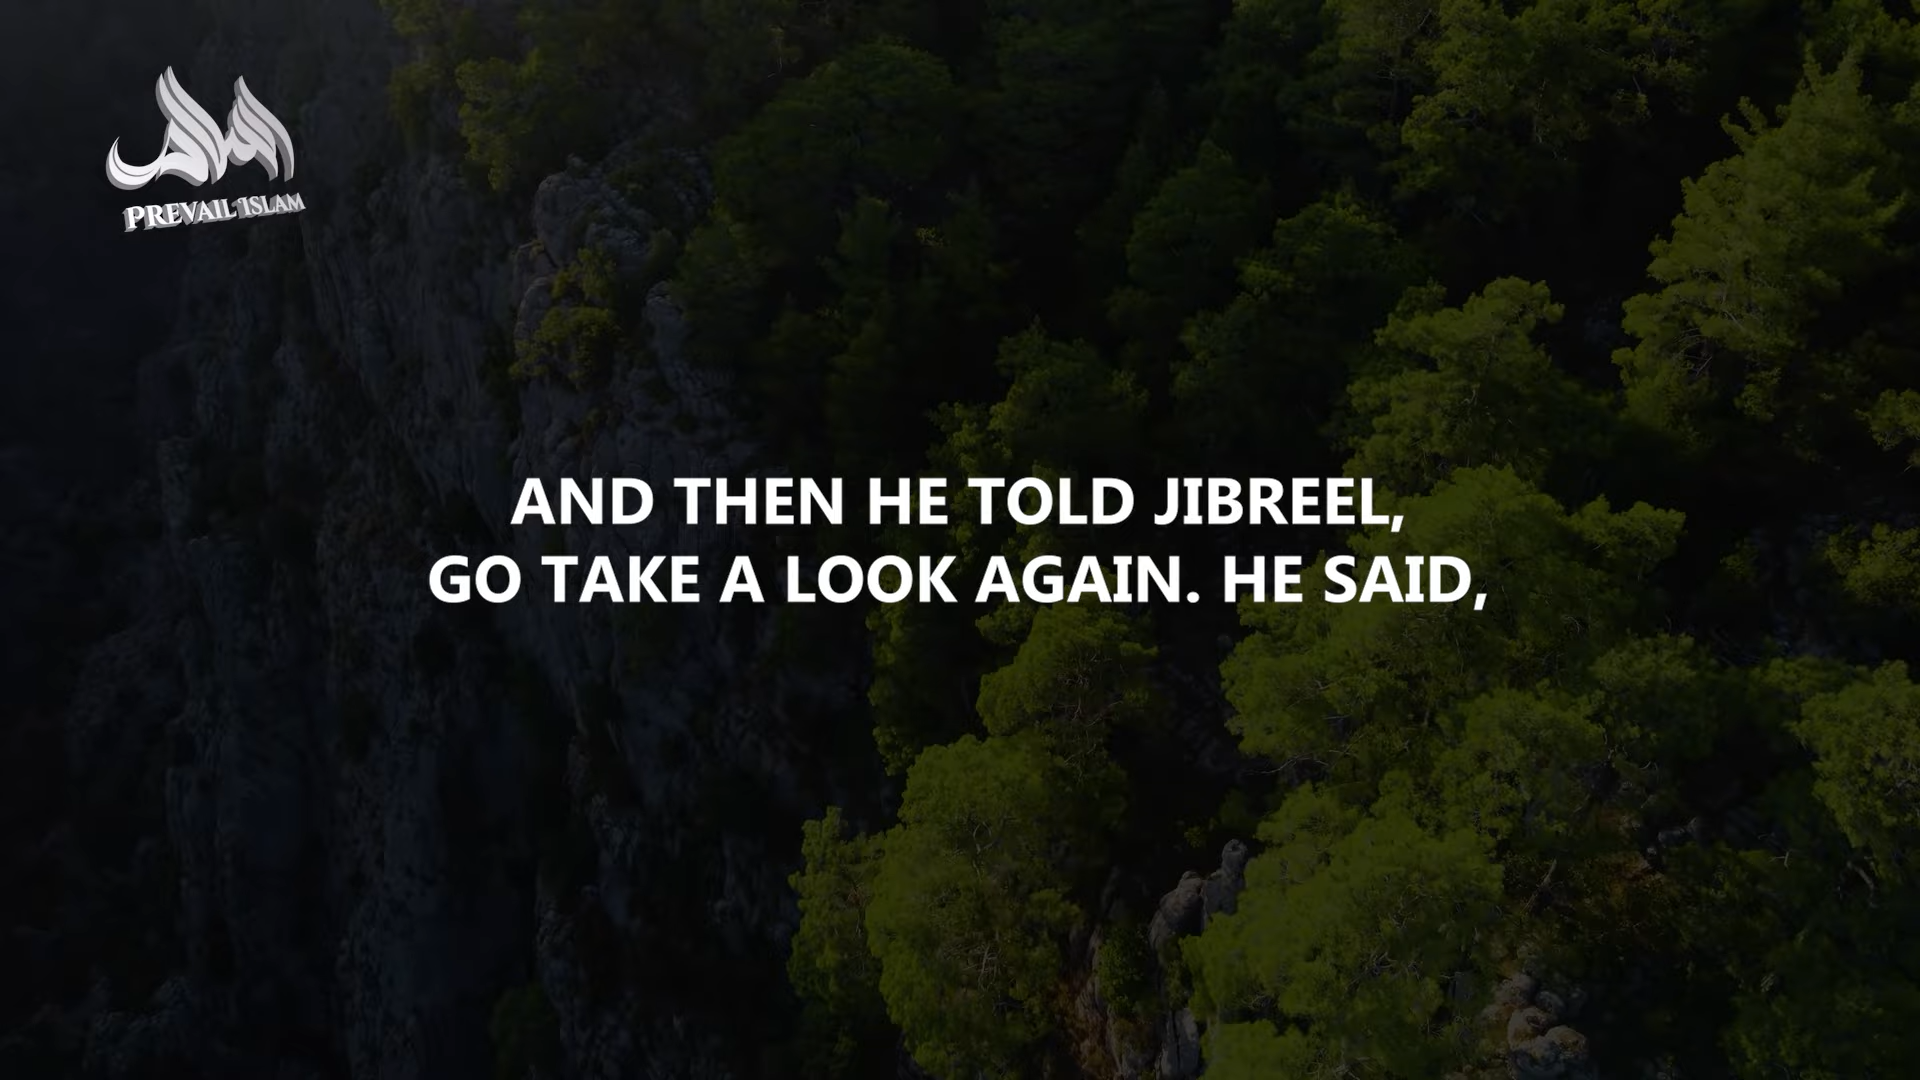 PREVAIL ISLAM
AND THEN HE TOLD JIBREEL,
GO TAKE A LOOK AGAIN. HE SAID,